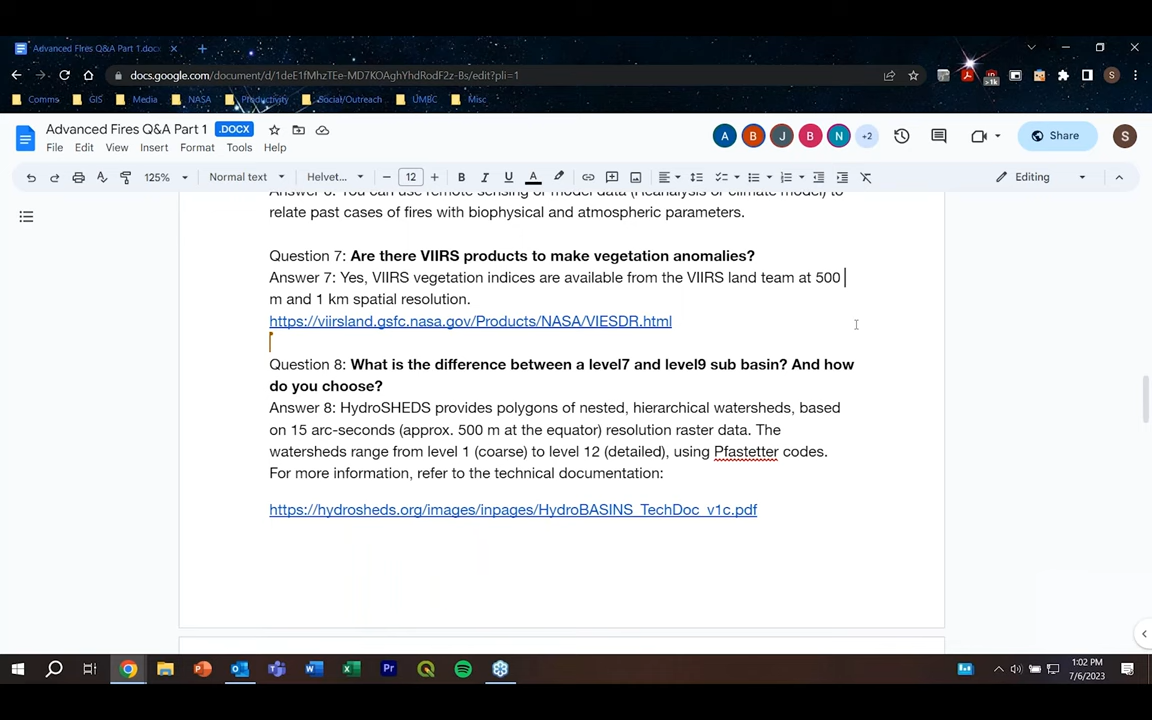 Advanced Fires Q&A Part 1.docx
docs.google.com/document/d/1deE1fMhzTEe-MD7KOAghYhdRodF2z-Bs/edit?pli=1
Comms GIS Media NASA Productivity Social/Outreach UMBC Misc
Advanced Fires Q&A Part 1 .DOCX
A B J B N +2 Share S
File Edit View Insert Format Tools Help
125% Normal text Helvet... 12 Editing
relate past cases of fires with biophysical and atmospheric parameters.
Question 7: Are there VIIRS products to make vegetation anomalies?
Answer 7: Yes, VIIRS vegetation indices are available from the VIIRS land team at 500
m and 1 km spatial resolution.
https://viirsland.gsfc.nasa.gov/Products/NASA/VIESDR.html
Question 8: What is the difference between a level7 and level9 sub basin? And how
do you choose?
Answer 8: HydroSHEDS provides polygons of nested, hierarchical watersheds, based
on 15 arc-seconds (approx. 500 m at the equator) resolution raster data. The
watersheds range from level 1 (coarse) to level 12 (detailed), using Pfastetter codes.
For more information, refer to the technical documentation:
https://hydrosheds.org/images/inpages/HydroBASINS_TechDoc_v1c.pdf
1:02 PM
7/6/2023